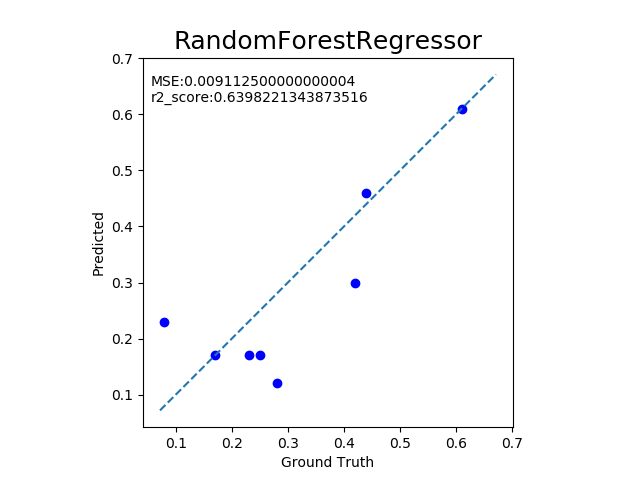 RandomForestRegressor
MSE:0.009112500000000004
r2_score:0.6398221343873516
0.7
0.6
0.5
0.4
0.3
0.2
0.1
Predicted
0.1 0.2 0.3 0.4 0.5 0.6 0.7
Ground Truth